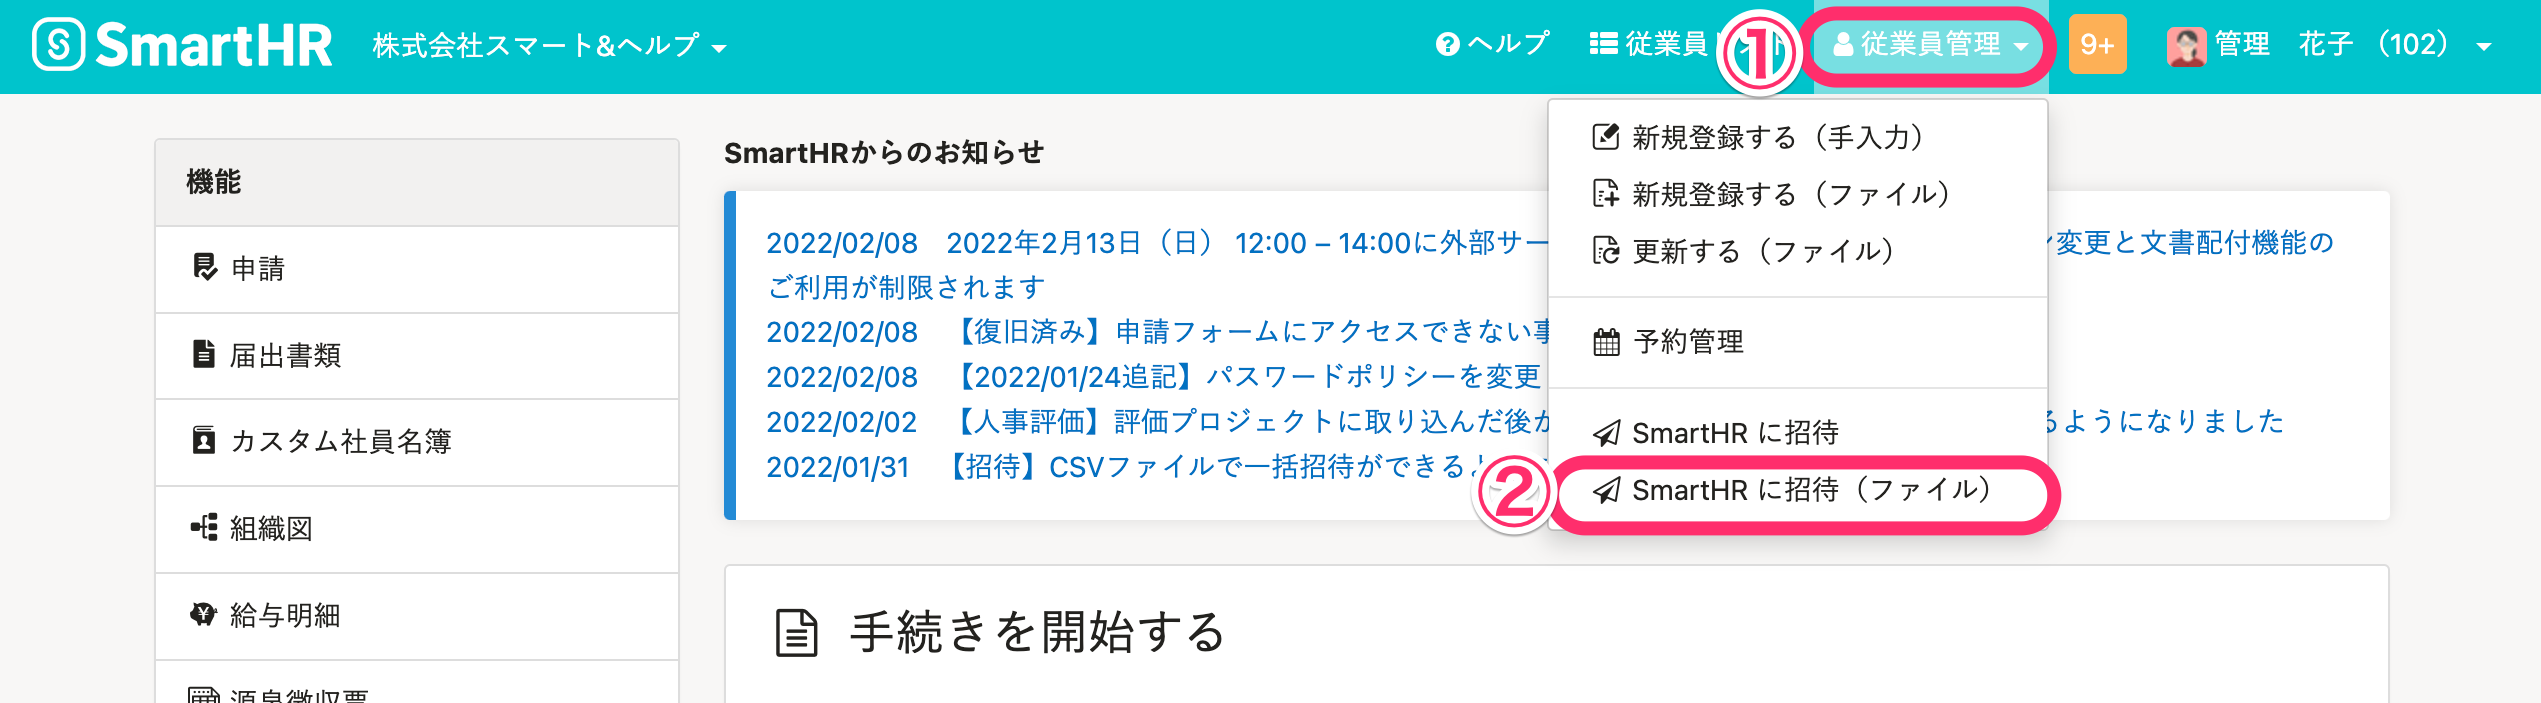 SmartHR 株式会社スマート&ヘルプ ヘルプ 従業員 ① 従業員管理 9+ 管理 花子 （102）
機能
申請
届出書類
カスタム社員名簿
組織図
給与明細
源泉徴収票
SmartHRからのお知らせ
2022/02/08 2022年2月13日（日） 12:00 – 14:00に外部サー
変更と文書配付機能の
ご利用が制限されます
2022/02/08 【復旧済み】申請フォームにアクセスできない事
2022/02/08 【2022/01/24追記】パスワードポリシーを変更
2022/02/02 【人事評価】評価プロジェクトに取り込んだ後か
るようになりました
2022/01/31 【招待】CSVファイルで一括招待ができるよ
新規登録する（手入力）
新規登録する（ファイル）
更新する（ファイル）
予約管理
SmartHR に招待
② SmartHR に招待（ファイル）
手続きを開始する